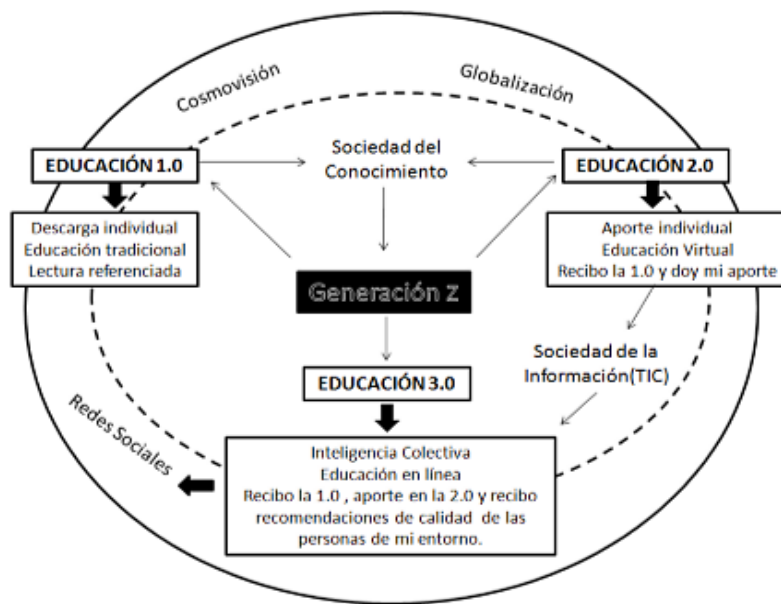 Cosmovisión
Globalización
EDUCACIÓN 1.0
Sociedad del
Conocimiento
EDUCACIÓN 2.0
Descarga individual
Educación tradicional
Lectura referenciada
Aporte individual
Educación Virtual
Recibo la 1.0 y doy mi aporte
Generación Z
Sociedad de la
Información(TIC)
EDUCACIÓN 3.0
Redes Sociales
Inteligencia Colectiva
Educación en línea
Recibo la 1.0 , aporte en la 2.0 y recibo
recomendaciones de calidad de las
personas de mi entorno.